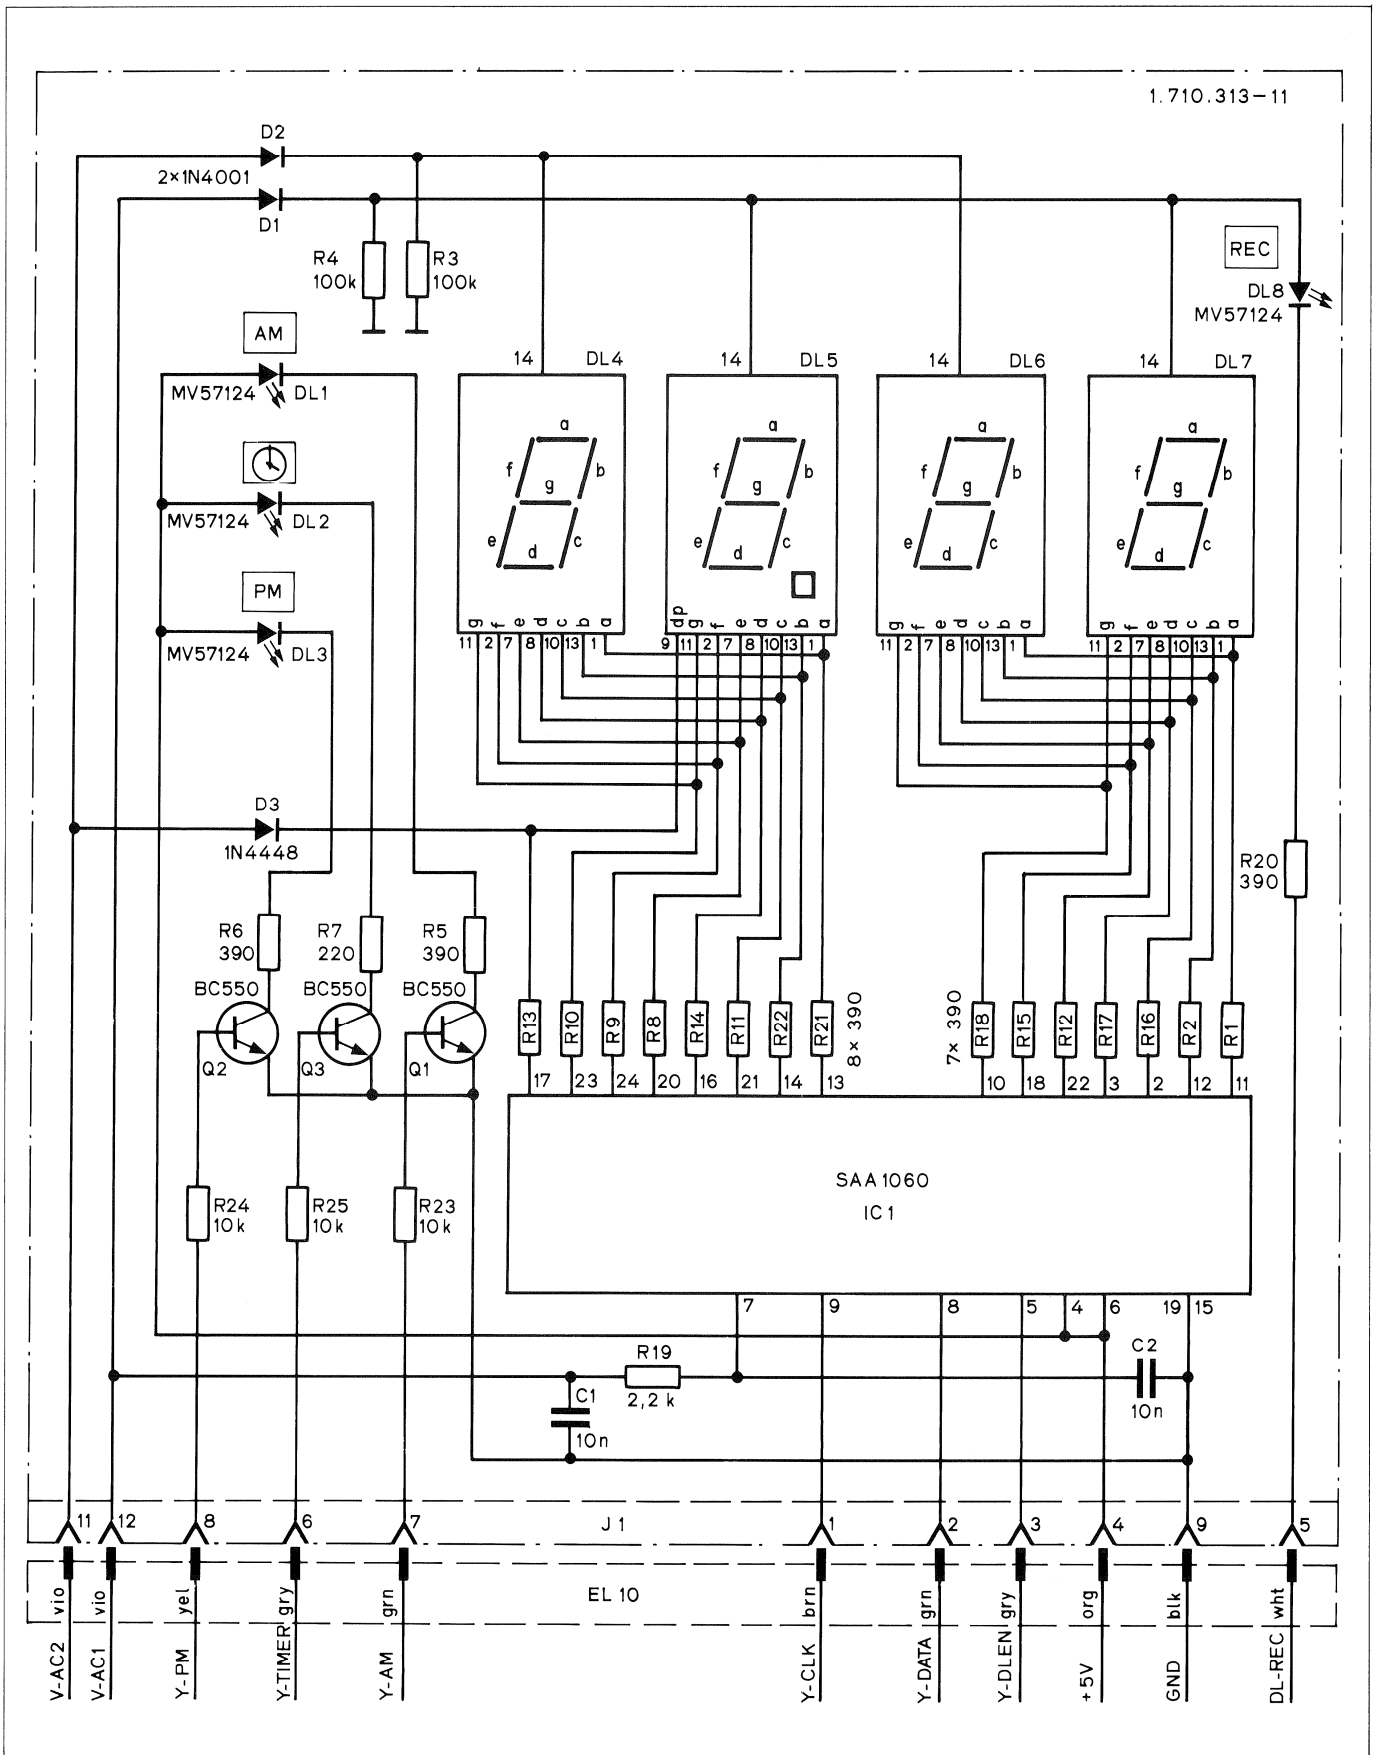 1.710.313-11
D2
2×1N4001
D1
R4
100k
R3
100k
REC
DL8
MV57124
AM
MV57124 DL1
MV57124 DL2
PM
MV57124 DL3
14 DL4
14 DL5
14 DL6
14 DL7
a
f b
g
e c
d
a
f b
g
e c
d
a
f b
g
e c
d
a
f b
g
e c
d
g f e d c b a
dp g f e d c b a
g f e d c b a
g f e d c b a
11 2 7 8 10 13 1
9 11 2 7 8 10 13 1
11 2 7 8 10 13 1
11 2 7 8 10 13 1
D3
1N4448
R20
390
R6
390
R7
220
R5
390
BC550 BC550 BC550
Q2 Q3 Q1
R13 R10 R9 R8 R14 R11 R22 R21
8×390
7×390
R18 R15 R12 R17 R16 R2 R1
17 23 24 20 16 21 14 13
10 18 22 3 2 12 11
SAA1060
IC1
R24
10k
R25
10k
R23
10k
7 9 8 5 4 6 19 15
R19
2,2k
C1
10n
C2
10n
11 12 8 6 7 J1 1 2 3 4 9 5
EL10
vio vio yel gry grn brn grn gry org blk wht
V-AC2 V-AC1 Y-PM Y-TIMER Y-AM Y-CLK Y-DATA Y-DLEN +5V GND DL-REC